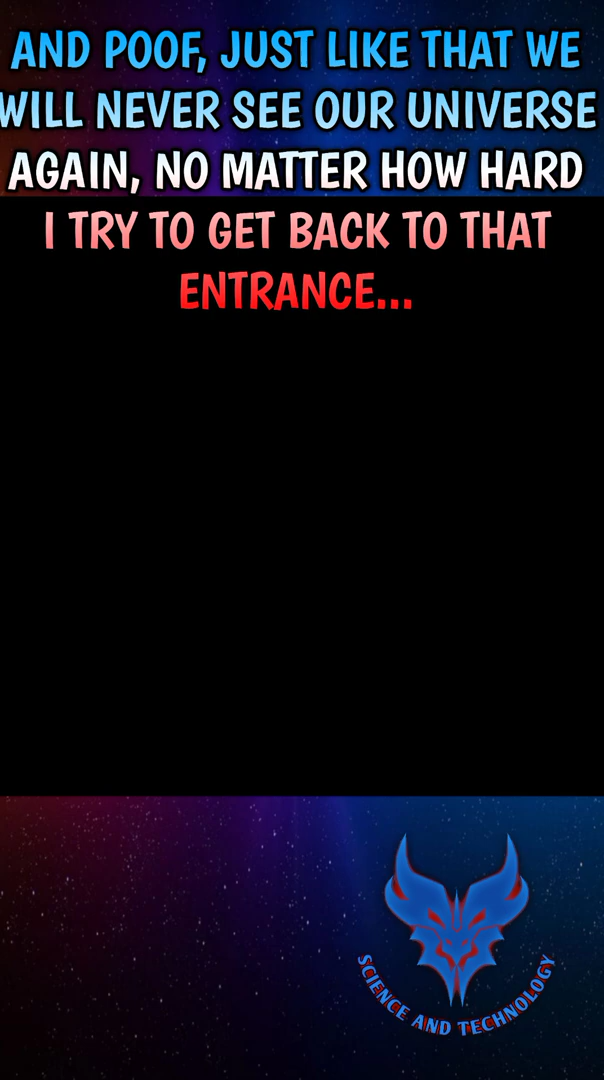 AND POOF, JUST LIKE THAT WE
WILL NEVER SEE OUR UNIVERSE
AGAIN, NO MATTER HOW HARD
I TRY TO GET BACK TO THAT
ENTRANCE...
SCIENCE AND TECHNOLOGY